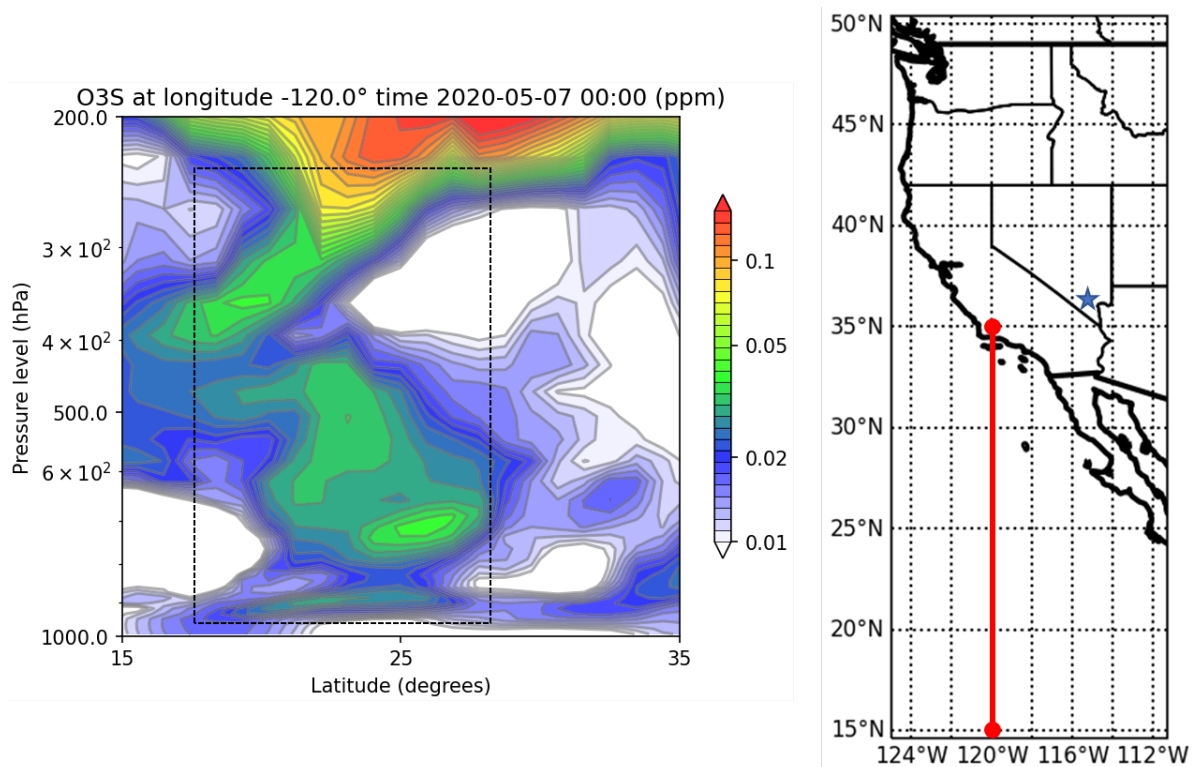 O3S at longitude -120.0° time 2020-05-07 00:00 (ppm)
200.0
3 × 10²
4 × 10²
500.0
6 × 10²
1000.0
Pressure level (hPa)
15
25
35
Latitude (degrees)
0.1
0.05
0.02
0.01
50°N
45°N
40°N
35°N
30°N
25°N
20°N
15°N
124°W 120°W 116°W 112°W